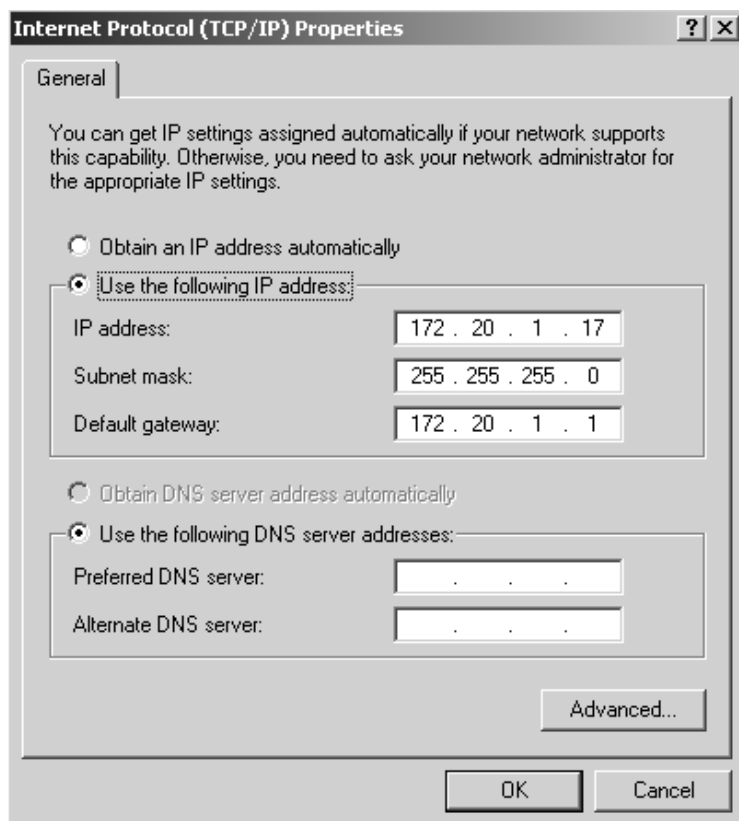 Internet Protocol (TCP/IP) Properties
General
You can get IP settings assigned automatically if your network supports
this capability. Otherwise, you need to ask your network administrator for
the appropriate IP settings.
Obtain an IP address automatically
Use the following IP address:
IP address: 172 . 20 . 1 . 17
Subnet mask: 255 . 255 . 255 . 0
Default gateway: 172 . 20 . 1 . 1
Obtain DNS server address automatically
Use the following DNS server addresses:
Preferred DNS server: . . .
Alternate DNS server: . . .
Advanced...
OK Cancel